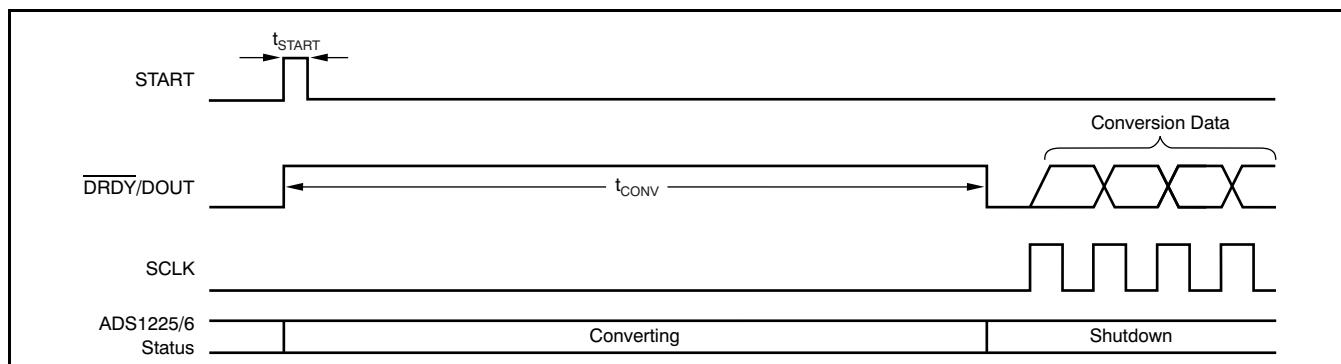 tSTART
START
Conversion Data
DRDY/DOUT
tCONV
SCLK
ADS1225/6
Status
Converting
Shutdown